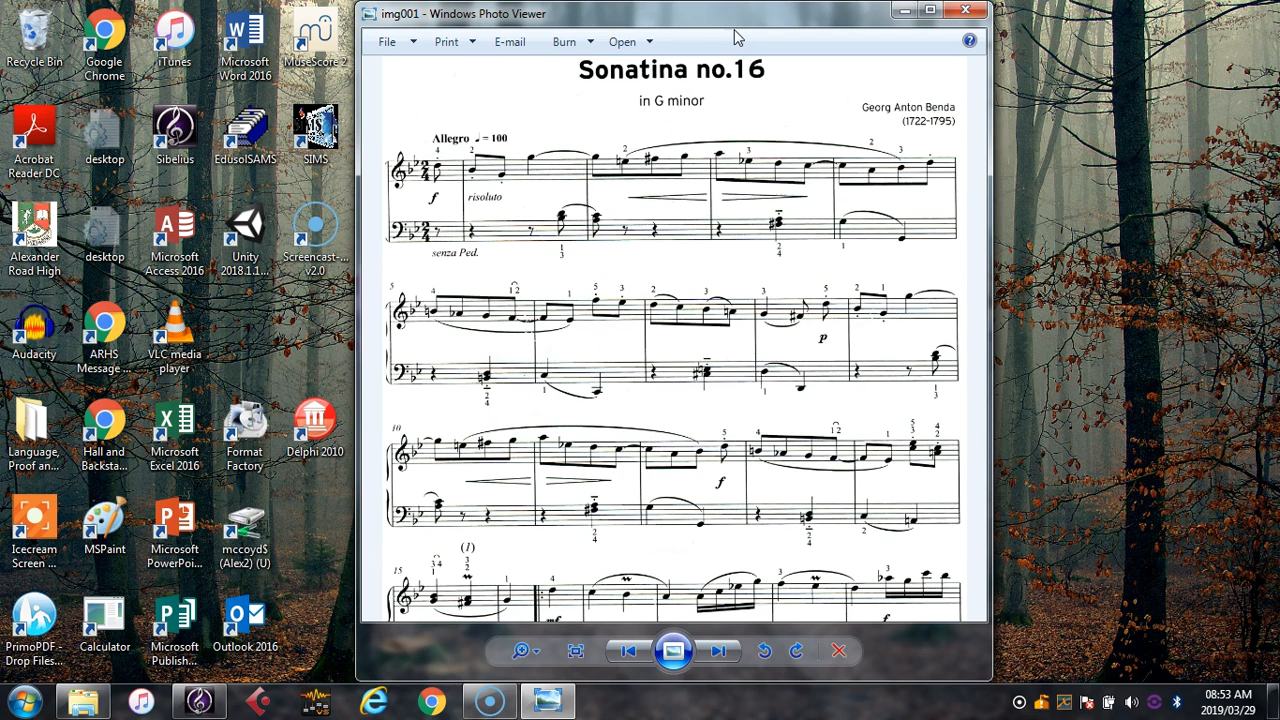 img001 - Windows Photo Viewer
File Print E-mail Burn Open
Sonatina no.16
in G minor
Georg Anton Benda
(1722-1795)
Allegro ♩ = 100
f risoluto
senza Ped.
5
p
10
f
15
(1)
mf
f
Recycle Bin
Google Chrome
iTunes
Microsoft Word 2016
MuseScore 2
Acrobat Reader DC
desktop
Sibelius
EdusolSAMS
SIMS
Alexander Road High
desktop
Microsoft Access 2016
Unity 2018.1.1...
Screencast-... v2.0
Audacity
ARHS Message ...
VLC media player
Language, Proof an...
Hall and Backsta...
Microsoft Excel 2016
Format Factory
Delphi 2010
Icecream Screen ...
MSPaint
Microsoft PowerPoi...
mccoyd$ (Alex2) (U)
PrimoPDF - Drop Files...
Calculator
Microsoft Publish...
Outlook 2016
08:53 AM
2019/03/29